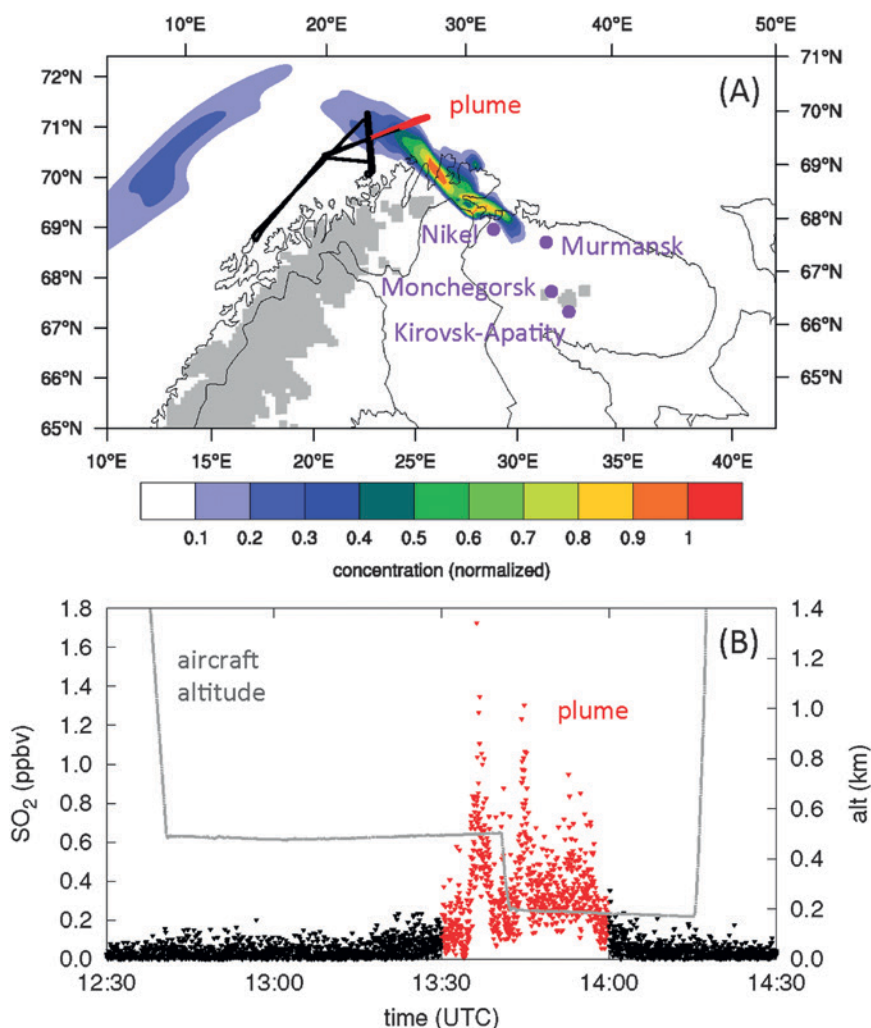 10°E 20°E 30°E 40°E 50°E
72°N 71°N
(A)
plume
71°N 70°N
70°N 69°N
69°N 68°N
Nikel
Murmansk
68°N 67°N
Monchegorsk
67°N 66°N
Kirovsk-Apatity
66°N 65°N
65°N
10°E 15°E 20°E 25°E 30°E 35°E 40°E
0.1 0.2 0.3 0.4 0.5 0.6 0.7 0.8 0.9 1
concentration (normalized)
1.8 1.4
(B)
1.6
aircraft
altitude
1.2
1.4
plume
1.2 1.0
1.0 0.8
SO2 (ppbv)
alt (km)
0.8 0.6
0.6
0.4
0.4
0.2 0.2
0.0 0.0
12:30 13:00 13:30 14:00 14:30
time (UTC)